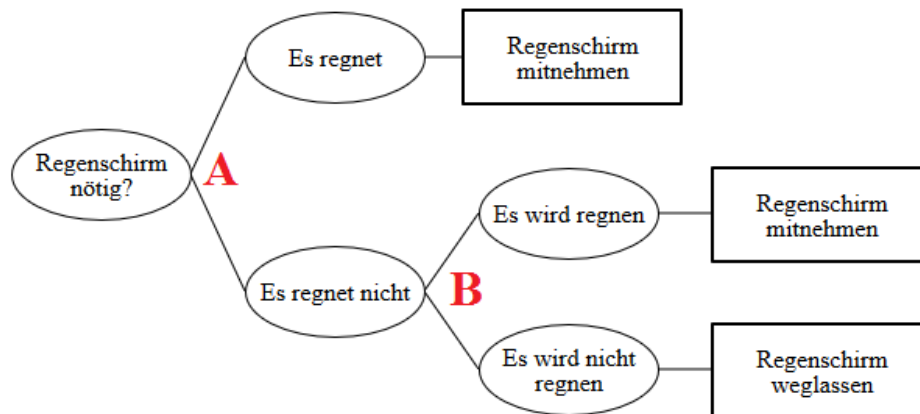 Es regnet
Regenschirm
mitnehmen
Regenschirm
nötig?
A
Es wird regnen
Regenschirm
mitnehmen
Es regnet nicht
B
Es wird nicht
regnen
Regenschirm
weglassen